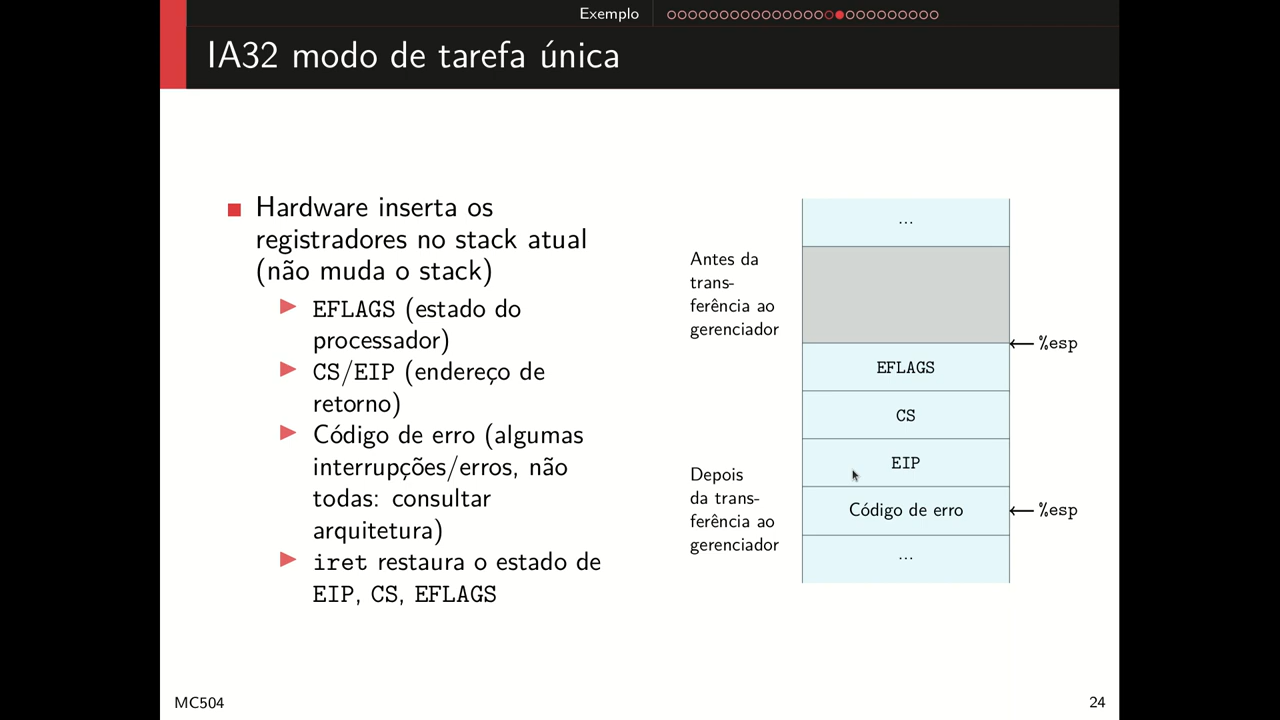 Exemplo
IA32 modo de tarefa única
Hardware inserta os
registradores no stack atual
(não muda o stack)
EFLAGS (estado do
processador)
CS/EIP (endereço de
retorno)
Código de erro (algumas
interrupções/erros, não
todas: consultar
arquitetura)
iret restaura o estado de
EIP, CS, EFLAGS
...
Antes da
trans-
ferência ao
gerenciador
%esp
EFLAGS
CS
EIP
Depois
da trans-
ferência ao
gerenciador
Código de erro
%esp
...
MC504
24